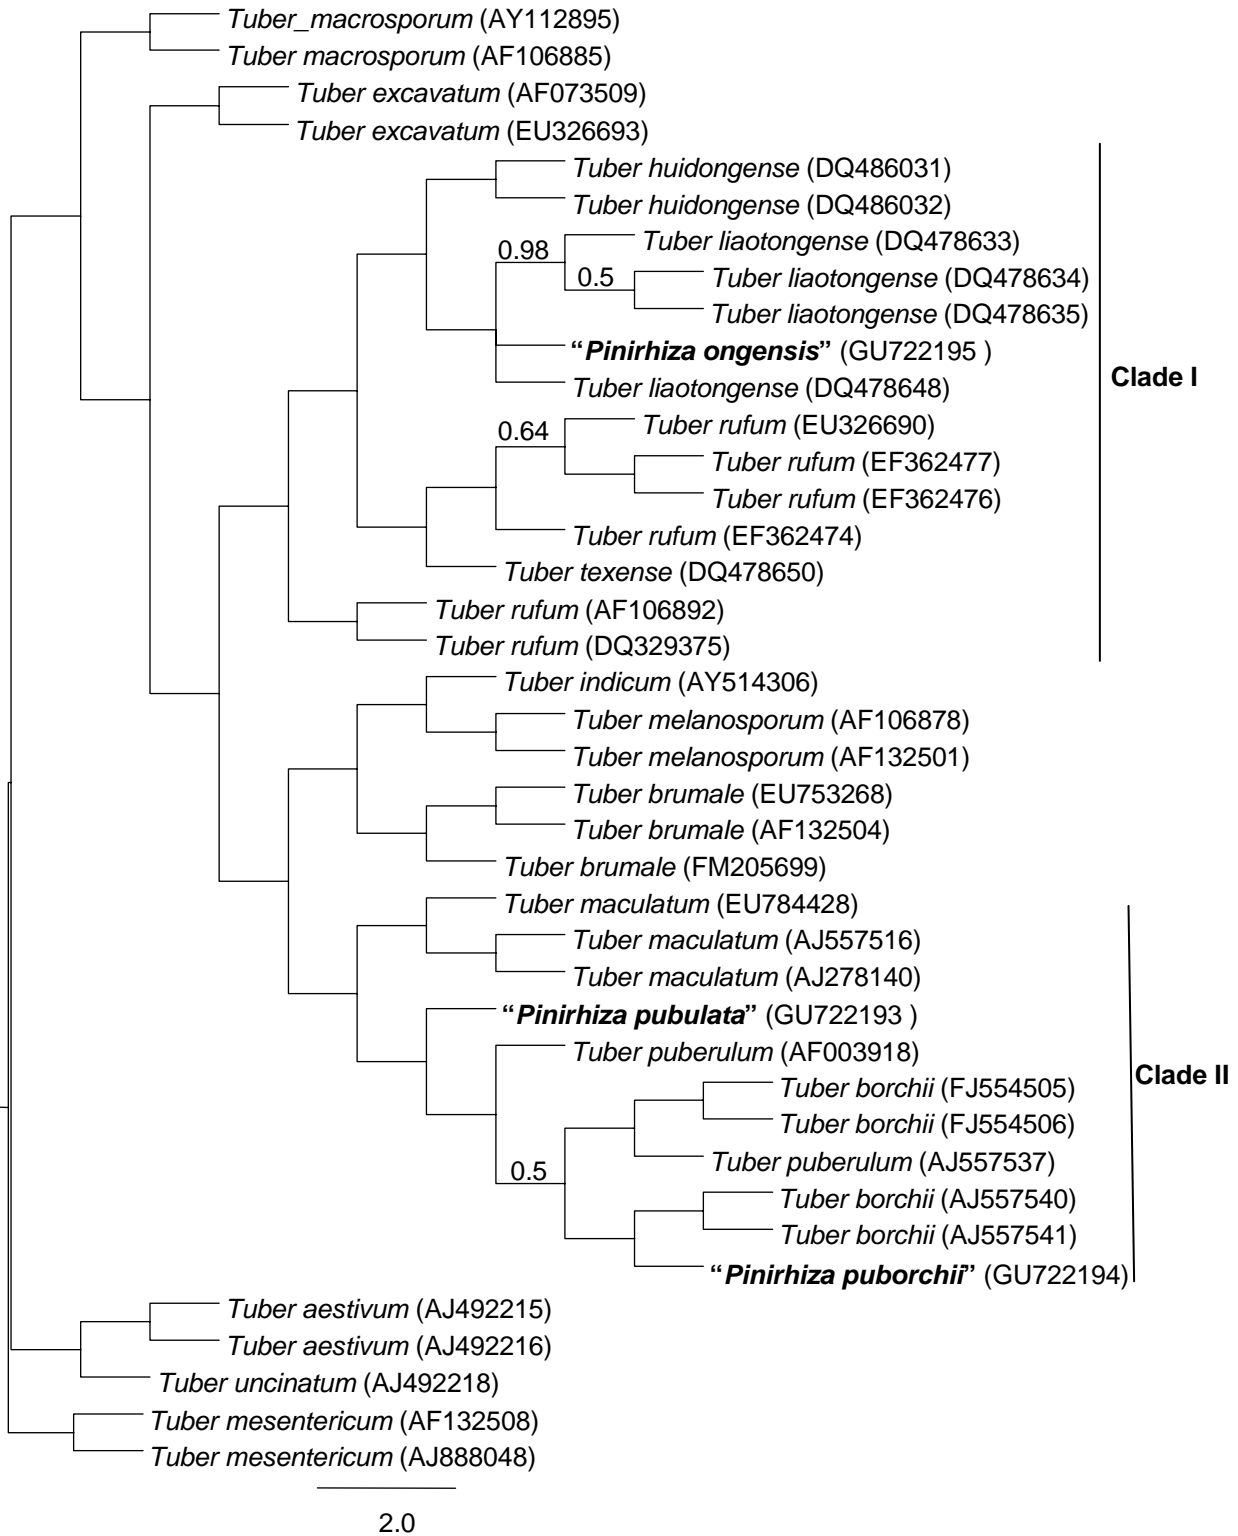 Tuber_macrosporum (AY112895)
Tuber macrosporum (AF106885)
Tuber excavatum (AF073509)
Tuber excavatum (EU326693)
Tuber huidongense (DQ486031)
Tuber huidongense (DQ486032)
0.98
Tuber liaotongense (DQ478633)
0.5
Tuber liaotongense (DQ478634)
Tuber liaotongense (DQ478635)
“Pinirhiza ongensis” (GU722195 )
Clade I
Tuber liaotongense (DQ478648)
0.64
Tuber rufum (EU326690)
Tuber rufum (EF362477)
Tuber rufum (EF362476)
Tuber rufum (EF362474)
Tuber texense (DQ478650)
Tuber rufum (AF106892)
Tuber rufum (DQ329375)
Tuber indicum (AY514306)
Tuber melanosporum (AF106878)
Tuber melanosporum (AF132501)
Tuber brumale (EU753268)
Tuber brumale (AF132504)
Tuber brumale (FM205699)
Tuber maculatum (EU784428)
Tuber maculatum (AJ557516)
Tuber maculatum (AJ278140)
“Pinirhiza pubulata” (GU722193 )
Tuber puberulum (AF003918)
Clade II
Tuber borchii (FJ554505)
Tuber borchii (FJ554506)
Tuber puberulum (AJ557537)
0.5
Tuber borchii (AJ557540)
Tuber borchii (AJ557541)
“Pinirhiza puborchii” (GU722194)
Tuber aestivum (AJ492215)
Tuber aestivum (AJ492216)
Tuber uncinatum (AJ492218)
Tuber mesentericum (AF132508)
Tuber mesentericum (AJ888048)
2.0